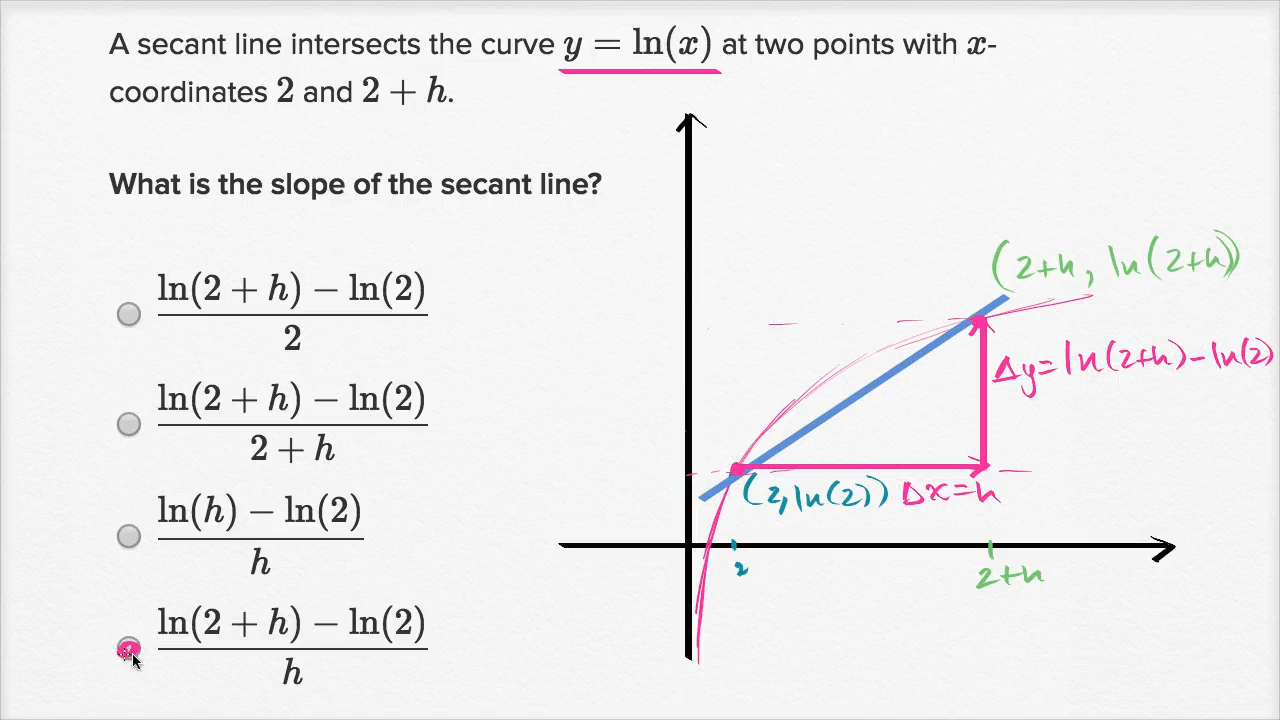 A secant line intersects the curve y = ln(x) at two points with x-
coordinates 2 and 2 + h.
What is the slope of the secant line?
ln(2 + h) − ln(2)
2
ln(2 + h) − ln(2)
2 + h
ln(h) − ln(2)
h
ln(2 + h) − ln(2)
h
(2+h, ln(2+h))
Δy=ln(2+h)-ln(2)
(2, ln(2)) Δx=h
2
2+h